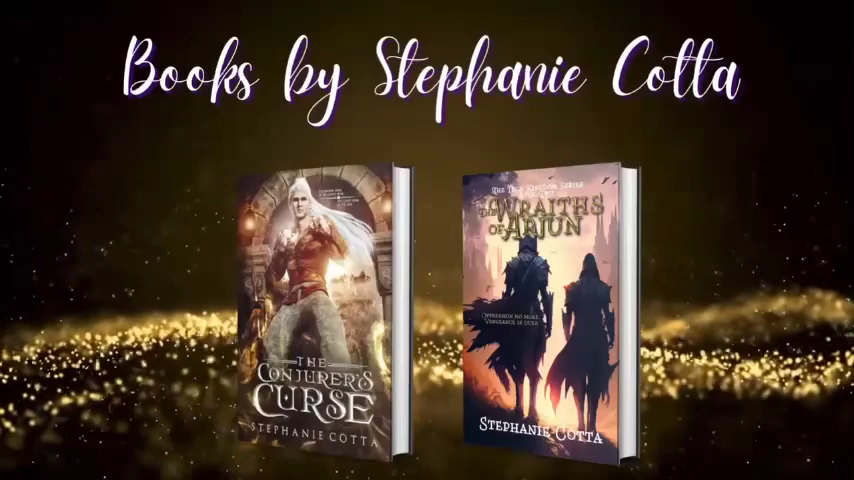 Books by Stephanie Cotta
THE
CONJURER'S
CURSE
STEPHANIE COTTA
THE WRAITHS
OF ARJUN
OPPRESSION NO MORE.
VENGEANCE IS OURS.
STEPHANIE COTTA